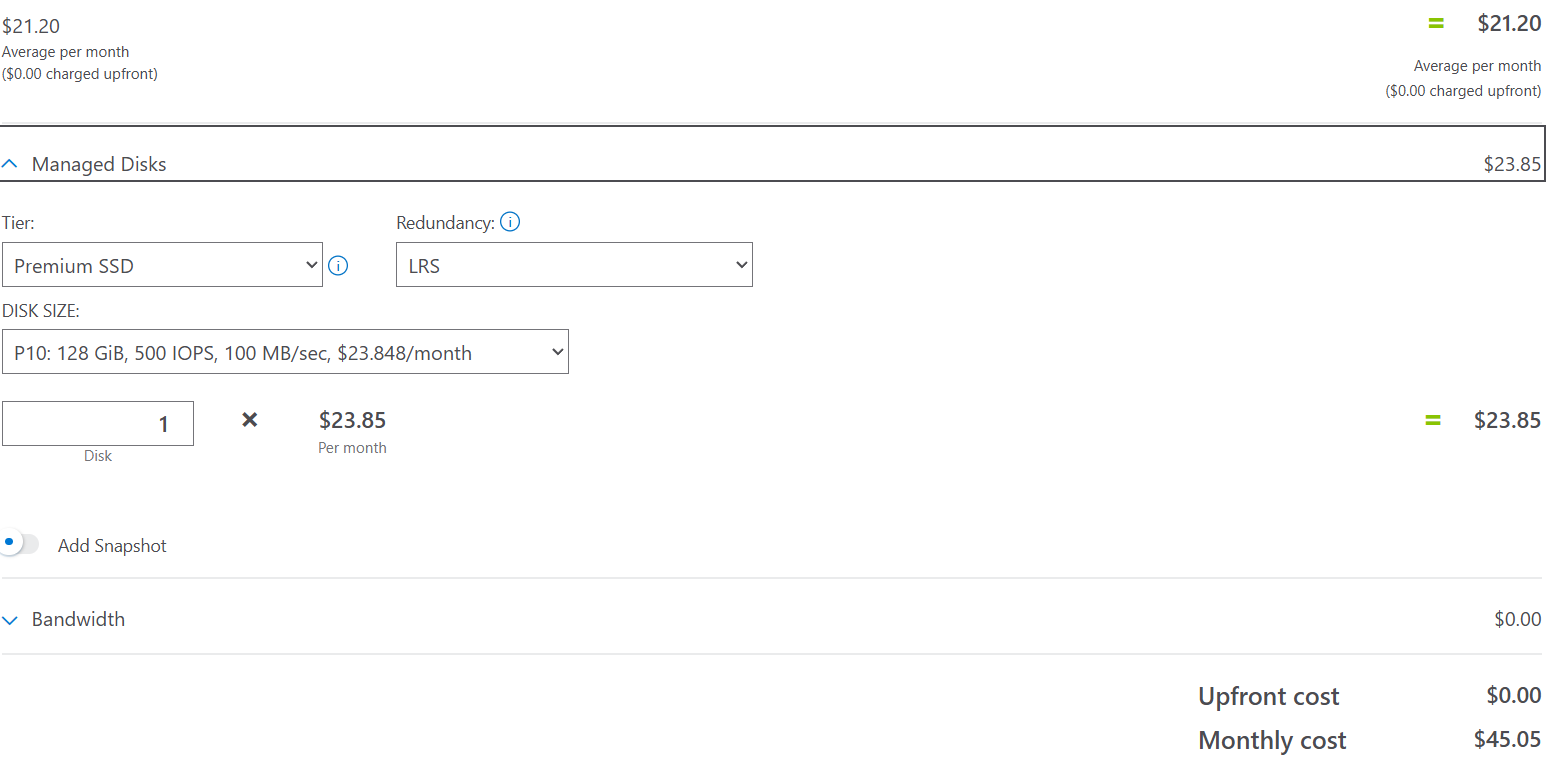 $21.20
Average per month
($0.00 charged upfront)
= $21.20
Average per month
($0.00 charged upfront)
Managed Disks $23.85
Tier: Redundancy:
Premium SSD LRS
DISK SIZE:
P10: 128 GiB, 500 IOPS, 100 MB/sec, $23.848/month
1 × $23.85 = $23.85
Disk Per month
Add Snapshot
Bandwidth $0.00
Upfront cost $0.00
Monthly cost $45.05